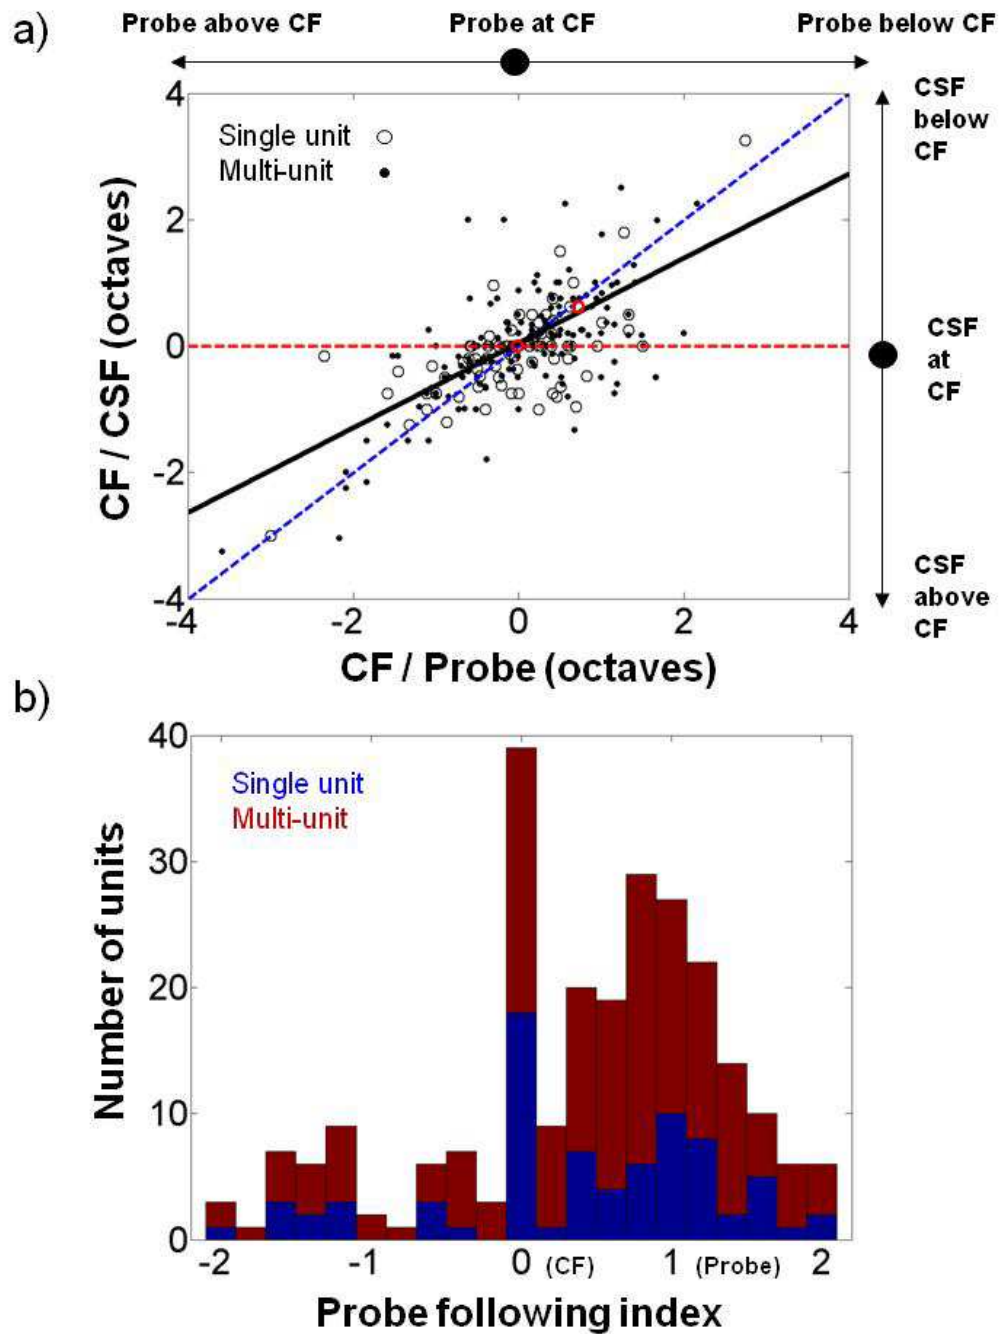 a)
Probe above CF Probe at CF Probe below CF
4
2
0
-2
-4
CF / CSF (octaves)
Single unit
Multi-unit
CSF
below
CF
CSF
at
CF
CSF
above
CF
-4 -2 0 2 4
CF / Probe (octaves)
b)
40
30
20
10
0
Number of units
Single unit
Multi-unit
-2 -1 0 (CF) 1 (Probe) 2
Probe following index